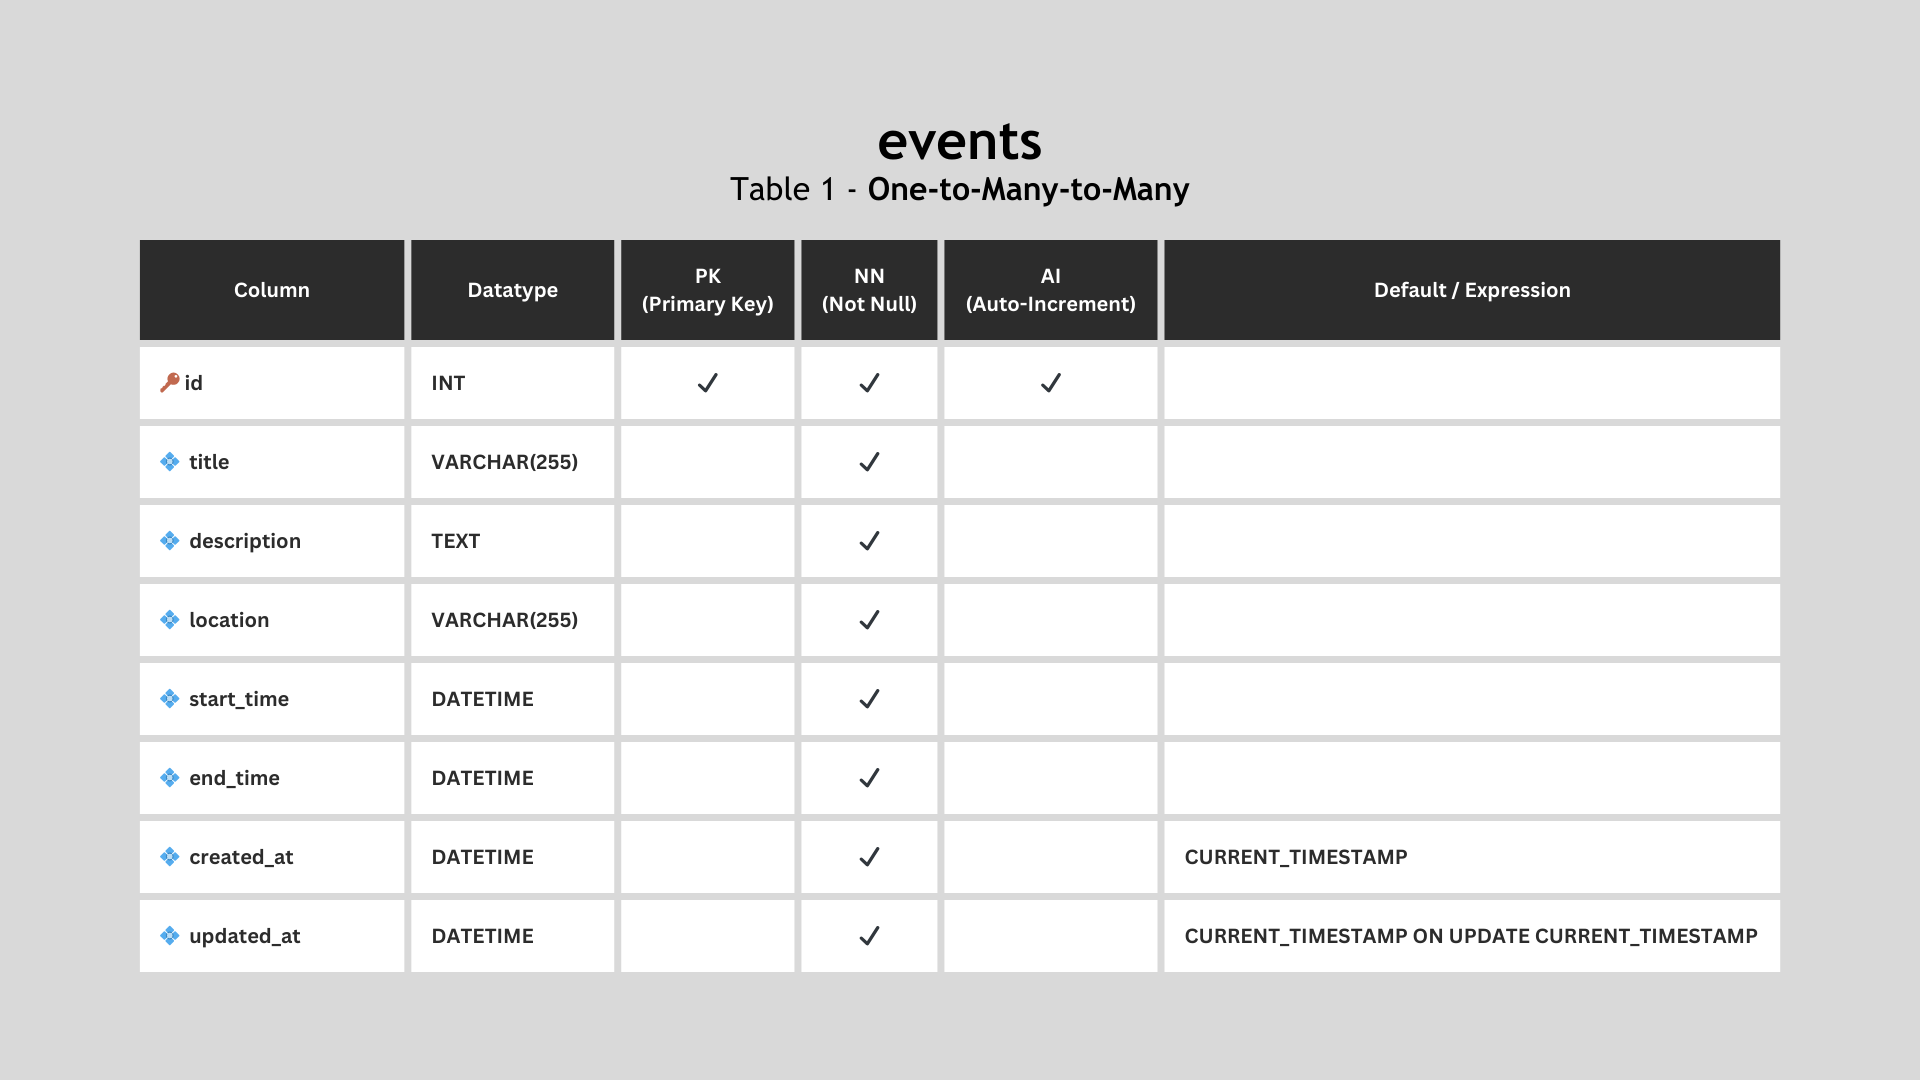 events
Table 1 - One-to-Many-to-Many
Column Datatype PK (Primary Key) NN (Not Null) AI (Auto-Increment) Default / Expression
id INT ✓ ✓ ✓
title VARCHAR(255) ✓
description TEXT ✓
location VARCHAR(255) ✓
start_time DATETIME ✓
end_time DATETIME ✓
created_at DATETIME ✓ CURRENT_TIMESTAMP
updated_at DATETIME ✓ CURRENT_TIMESTAMP ON UPDATE CURRENT_TIMESTAMP